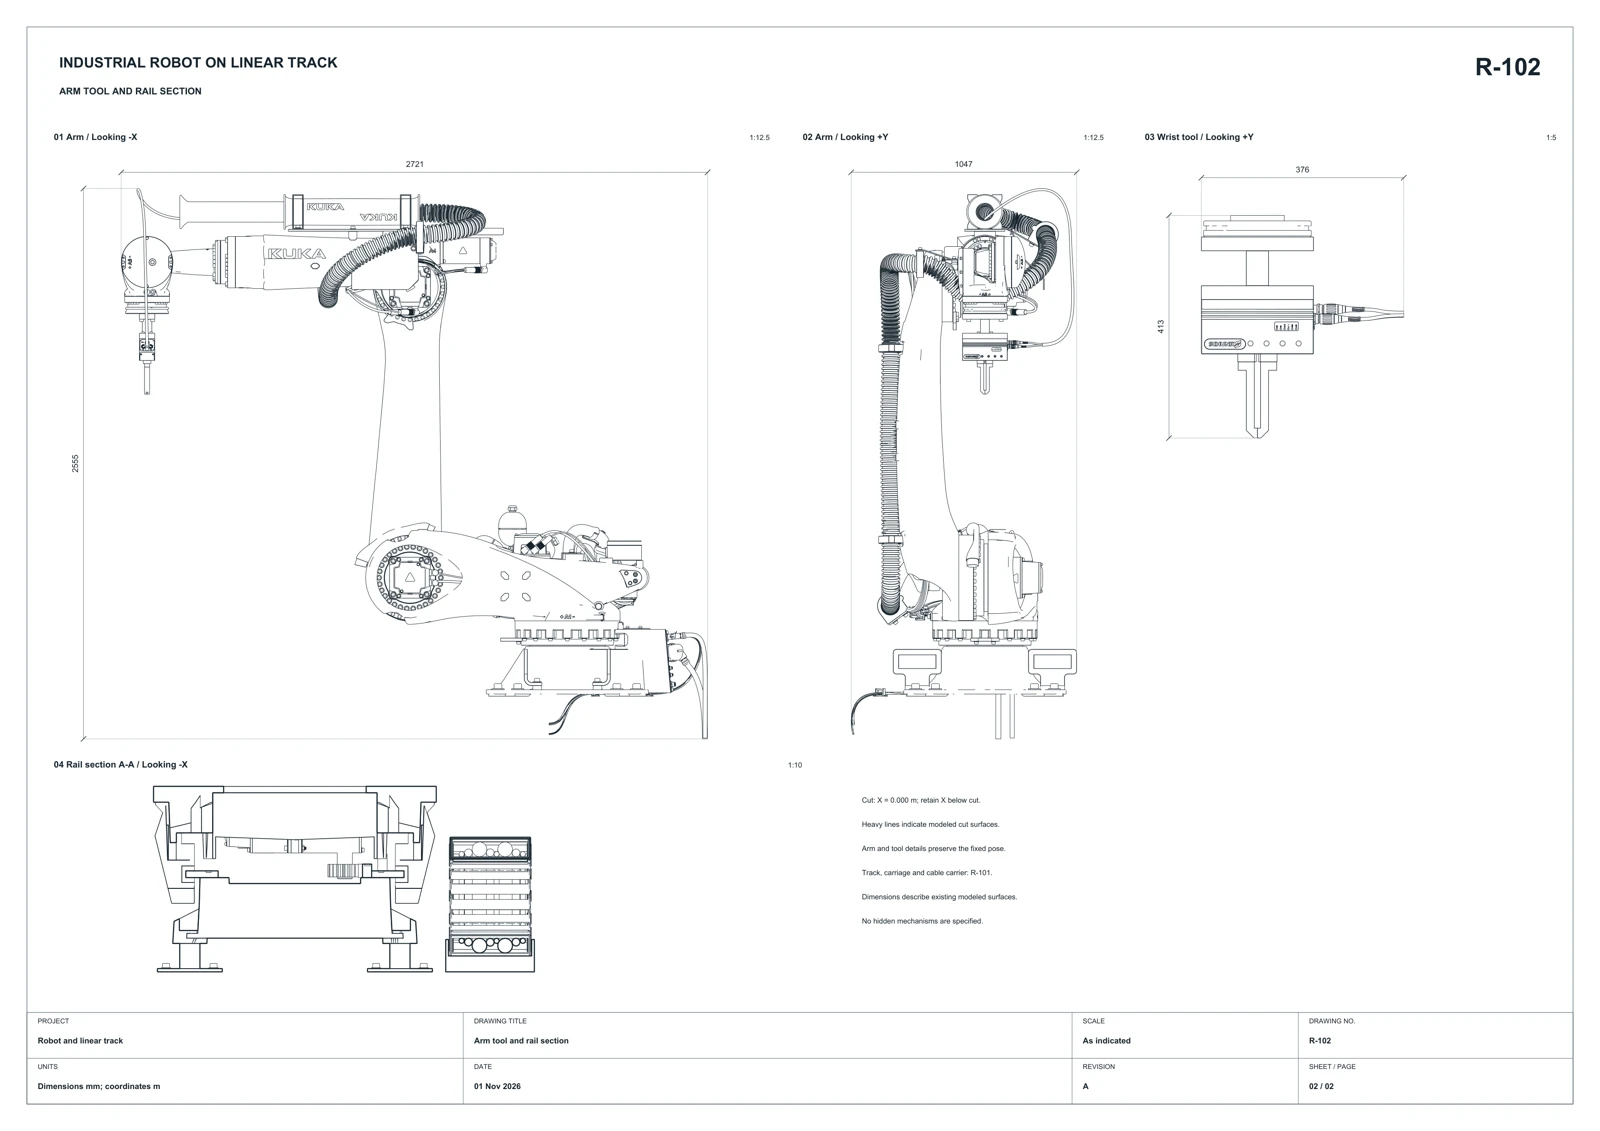 INDUSTRIAL ROBOT ON LINEAR TRACK
R-102
ARM TOOL AND RAIL SECTION
01 Arm / Looking -X
1:12.5
02 Arm / Looking +Y
1:12.5
03 Wrist tool / Looking +Y
1:5
2721
1047
376
2555
413
KUKA
KUKA
KUKA
SCHUNK
04 Rail section A-A / Looking -X
1:10
Cut: X = 0.000 m; retain X below cut.
Heavy lines indicate modeled cut surfaces.
Arm and tool details preserve the fixed pose.
Track, carriage and cable carrier: R-101.
Dimensions describe existing modeled surfaces.
No hidden mechanisms are specified.
PROJECT
Robot and linear track
DRAWING TITLE
Arm tool and rail section
SCALE
As indicated
DRAWING NO.
R-102
UNITS
Dimensions mm; coordinates m
DATE
01 Nov 2026
REVISION
A
SHEET / PAGE
02 / 02